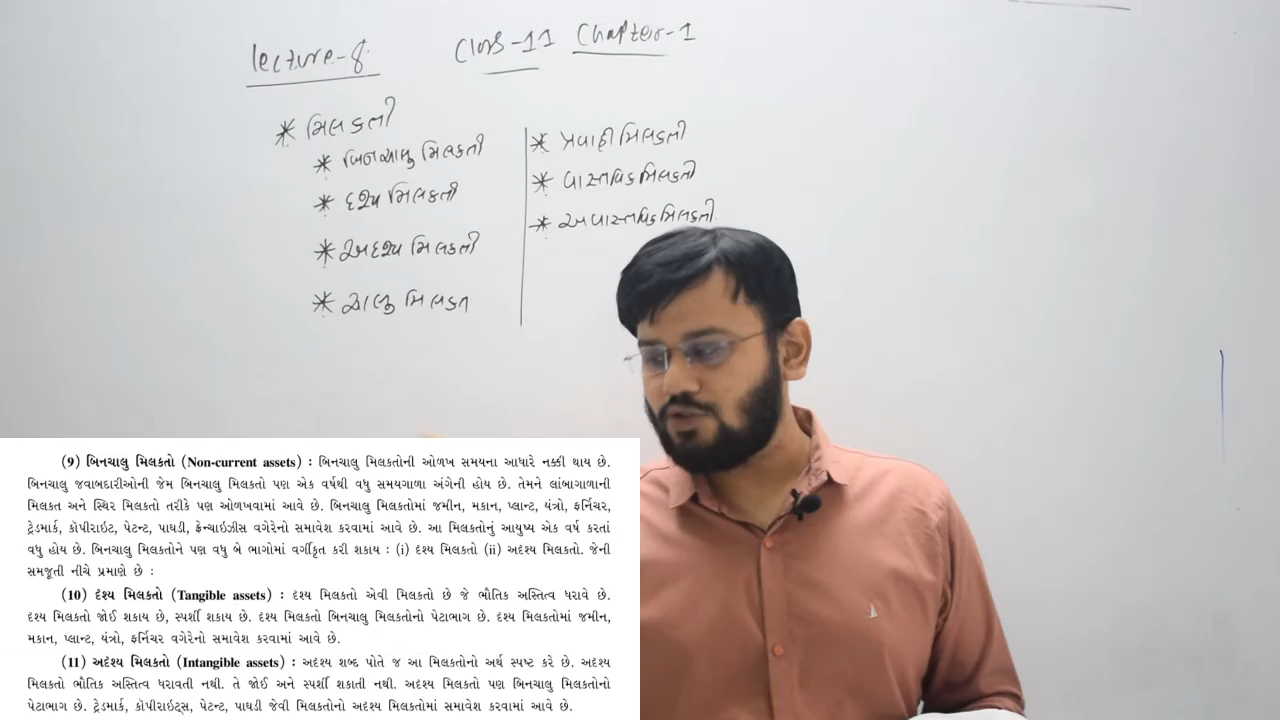 Lecture-8
Class-11 Chapter-1
* મિલકતો
* બિનચાલુ મિલકતો
* દૃશ્ય મિલકતો
* અદૃશ્ય મિલકતો
* ચાલુ મિલકત
* પ્રવાહી મિલકતો
* વાસ્તવિક મિલકતો
* અવાસ્તવિક મિલકતો
(9) બિનચાલુ મિલકતો (Non-current assets) : બિનચાલુ મિલકતોની ઓળખ સમયના આધારે નક્કી થાય છે.
બિનચાલુ જવાબદારીઓની જેમ બિનચાલુ મિલકતો પણ એક વર્ષથી વધુ સમયગાળા અંગેની હોય છે. તેમને લાંબાગાળાની
મિલકત અને સ્થિર મિલકતો તરીકે પણ ઓળખવામાં આવે છે. બિનચાલુ મિલકતોમાં જમીન, મકાન, પ્લાન્ટ, યંત્રો, ફર્નિચર,
ટ્રેડમાર્ક, કૉપીરાઇટ, પેટન્ટ, પાઘડી, ફ્રેન્ચાઇઝીસ વગેરેનો સમાવેશ કરવામાં આવે છે. આ મિલકતોનું આયુષ્ય એક વર્ષ કરતાં
વધુ હોય છે. બિનચાલુ મિલકતોને પણ વધુ બે ભાગોમાં વર્ગીકૃત કરી શકાય : (i) દૃશ્ય મિલકતો (ii) અદૃશ્ય મિલકતો. જેની
સમજૂતી નીચે પ્રમાણે છે :
(10) દૃશ્ય મિલકતો (Tangible assets) : દૃશ્ય મિલકતો એવી મિલકતો છે જે ભૌતિક અસ્તિત્વ ધરાવે છે.
દૃશ્ય મિલકતો જોઈ શકાય છે, સ્પર્શી શકાય છે. દૃશ્ય મિલકતો બિનચાલુ મિલકતોનો પેટાભાગ છે. દૃશ્ય મિલકતોમાં જમીન,
મકાન, પ્લાન્ટ, યંત્રો, ફર્નિચર વગેરેનો સમાવેશ કરવામાં આવે છે.
(11) અદૃશ્ય મિલકતો (Intangible assets) : અદૃશ્ય શબ્દ પોતે જ આ મિલકતોનો અર્થ સ્પષ્ટ કરે છે. અદૃશ્ય
મિલકતો ભૌતિક અસ્તિત્વ ધરાવતી નથી. તે જોઈ અને સ્પર્શી શકાતી નથી. અદૃશ્ય મિલકતો પણ બિનચાલુ મિલકતોનો
પેટાભાગ છે. ટ્રેડમાર્ક, કૉપીરાઇટ્સ, પેટન્ટ, પાઘડી જેવી મિલકતોનો અદૃશ્ય મિલકતોમાં સમાવેશ કરવામાં આવે છે.